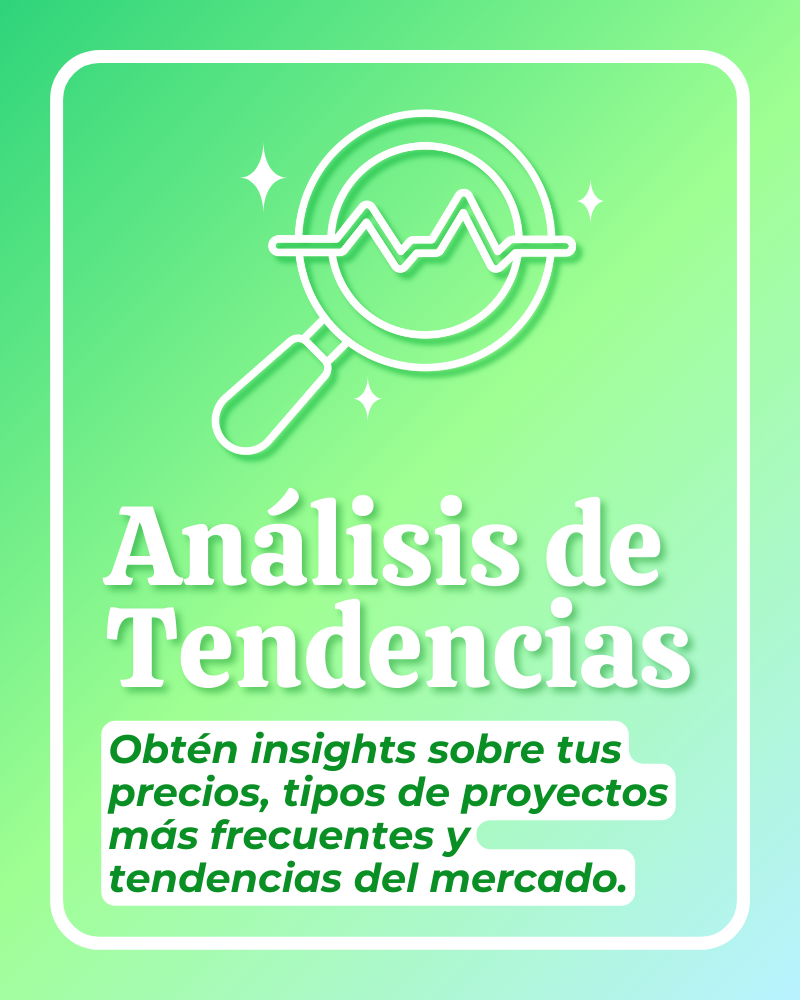 Análisis de
Tendencias
Obtén insights sobre tus
precios, tipos de proyectos
más frecuentes y
tendencias del mercado.